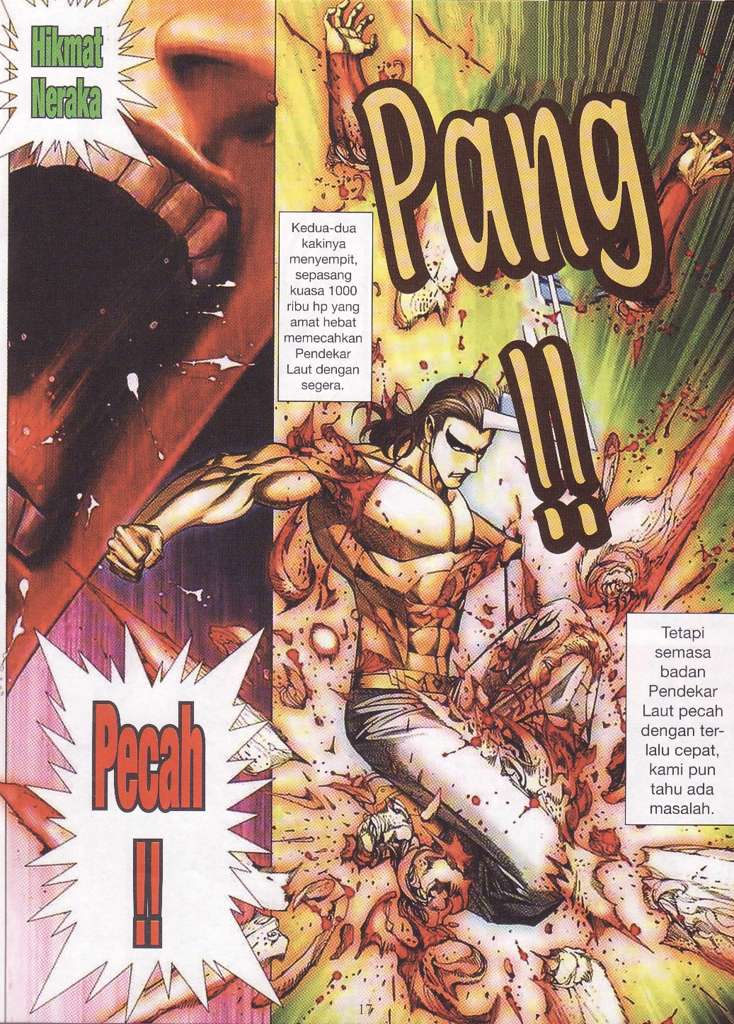 Hikmat
Neraka
Pang
!!
Kedua-dua
kakinya
menyempit,
sepasang
kuasa 1000
ribu hp yang
amat hebat
memecahkan
Pendekar
Laut dengan
segera.
Tetapi
semasa
badan
Pendekar
Laut pecah
dengan ter-
lalu cepat,
kami pun
tahu ada
masalah.
Pecah
!!
17